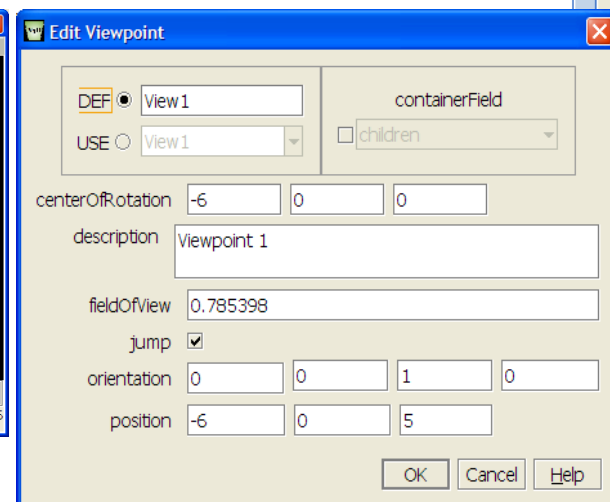 Edit Viewpoint
DEF View1 containerField
USE View1 children
centerOfRotation -6 0 0
description Viewpoint 1
fieldOfView 0.785398
jump
orientation 0 0 1 0
position -6 0 5
OK Cancel Help